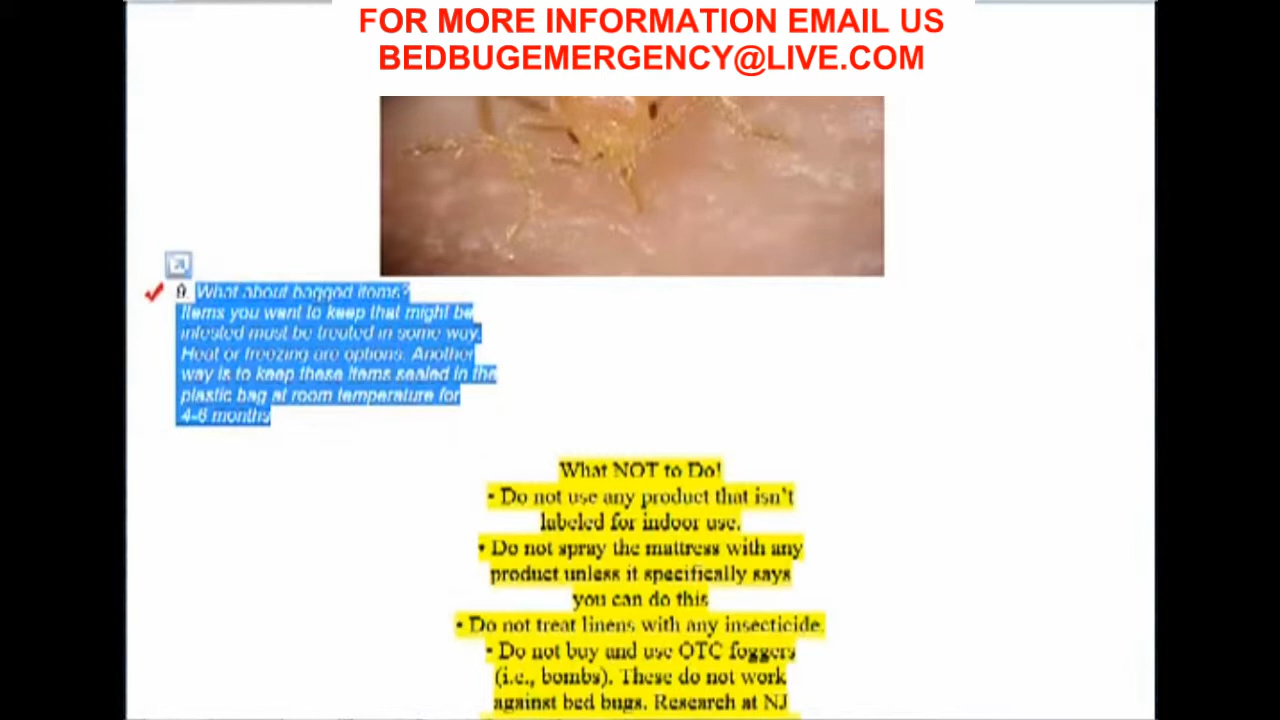 FOR MORE INFORMATION EMAIL US
BEDBUGEMERGENCY@LIVE.COM
9. What about bagged items?
Items you want to keep that might be
infested must be treated in some way.
Heat or freezing are options. Another
way is to keep these items sealed in the
plastic bag at room temperature for
4-6 months
What NOT to Do!
• Do not use any product that isn't
labeled for indoor use.
• Do not spray the mattress with any
product unless it specifically says
you can do this
• Do not treat linens with any insecticide.
• Do not buy and use OTC foggers
(i.e., bombs). These do not work
against bed bugs. Research at NJ